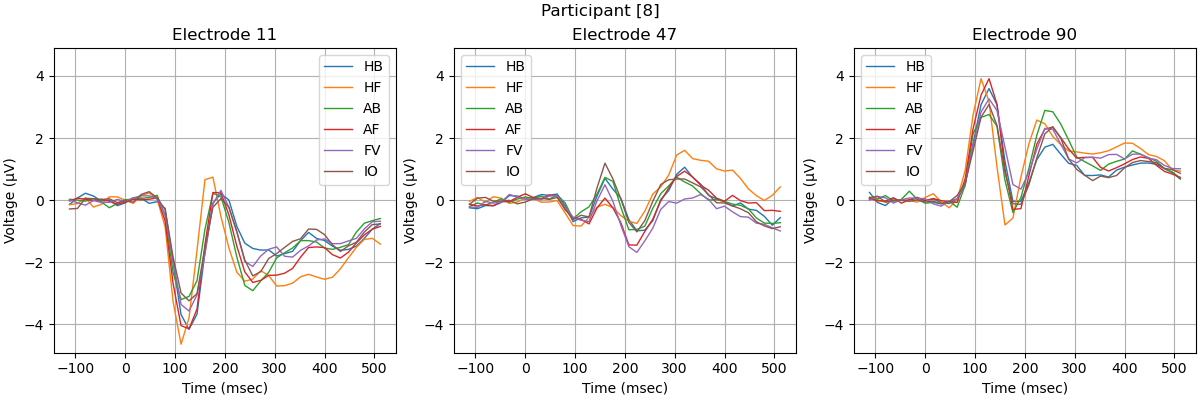 Participant [8]
Electrode 11
Electrode 47
Electrode 90
Voltage (µV)
4
2
0
−2
−4
HB
HF
AB
AF
FV
IO
−100 0 100 200 300 400 500
Time (msec)
Voltage (µV)
4
2
0
−2
−4
HB
HF
AB
AF
FV
IO
−100 0 100 200 300 400 500
Time (msec)
Voltage (µV)
4
2
0
−2
−4
HB
HF
AB
AF
FV
IO
−100 0 100 200 300 400 500
Time (msec)